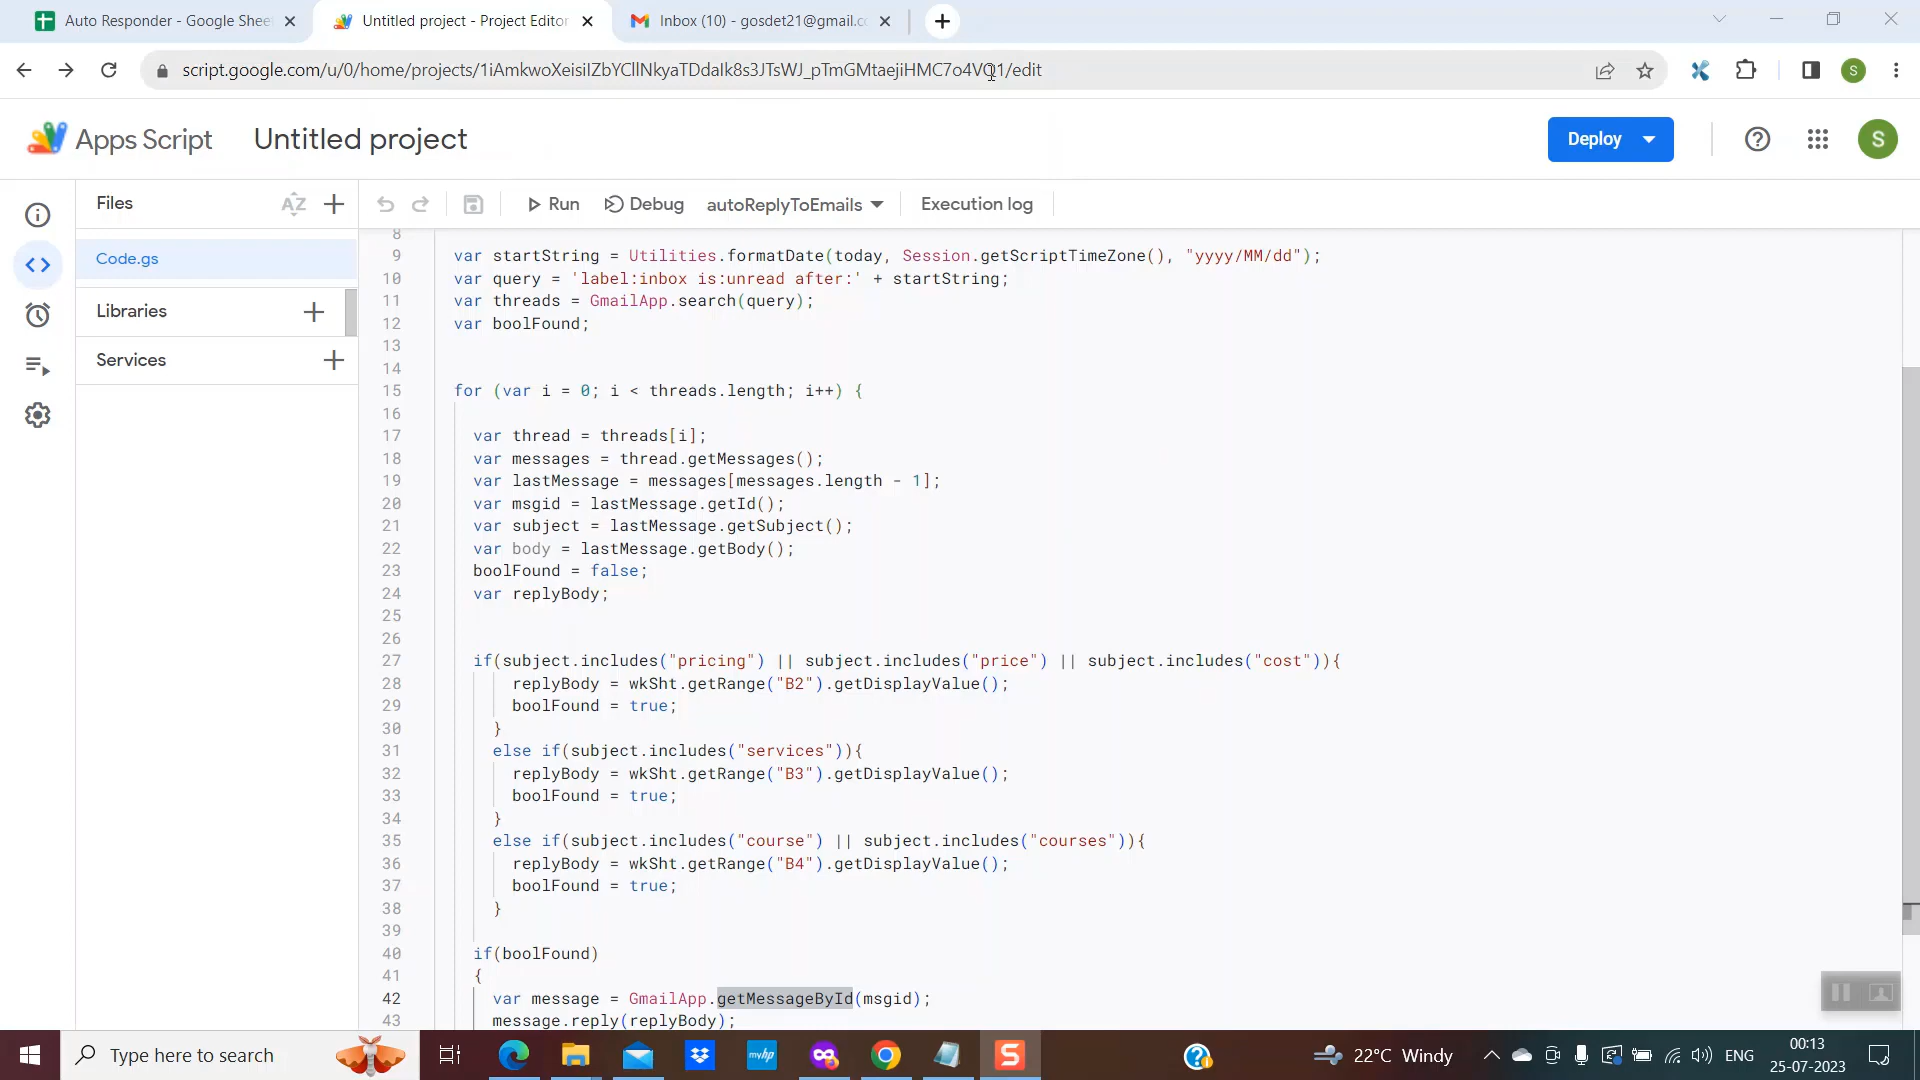 Auto Responder - Google Shee
Untitled project - Project Editor
Inbox (10) - gosdet21@gmail.c
script.google.com/u/0/home/projects/1iAmkwoXeisiIZbYCllNkyaTDdaIk8s3JTsWJ_pTmGMtaejiHMC7o4VQ1/edit
S
Apps Script
Untitled project
Deploy
S
Files
AZ
Run
Debug
autoReplyToEmails
Execution log
Code.gs
Libraries
Services
8
9 var startString = Utilities.formatDate(today, Session.getScriptTimeZone(), "yyyy/MM/dd");
10 var query = 'label:inbox is:unread after:' + startString;
11 var threads = GmailApp.search(query);
12 var boolFound;
13
14
15 for (var i = 0; i < threads.length; i++) {
16
17 var thread = threads[i];
18 var messages = thread.getMessages();
19 var lastMessage = messages[messages.length - 1];
20 var msgid = lastMessage.getId();
21 var subject = lastMessage.getSubject();
22 var body = lastMessage.getBody();
23 boolFound = false;
24 var replyBody;
25
26
27 if(subject.includes("pricing") || subject.includes("price") || subject.includes("cost")){
28 replyBody = wkSht.getRange("B2").getDisplayValue();
29 boolFound = true;
30 }
31 else if(subject.includes("services")){
32 replyBody = wkSht.getRange("B3").getDisplayValue();
33 boolFound = true;
34 }
35 else if(subject.includes("course") || subject.includes("courses")){
36 replyBody = wkSht.getRange("B4").getDisplayValue();
37 boolFound = true;
38 }
39
40 if(boolFound)
41 {
42 var message = GmailApp.getMessageById(msgid);
43 message.reply(replyBody);
Type here to search
myhp
S
22°C Windy
ENG
00:13
25-07-2023